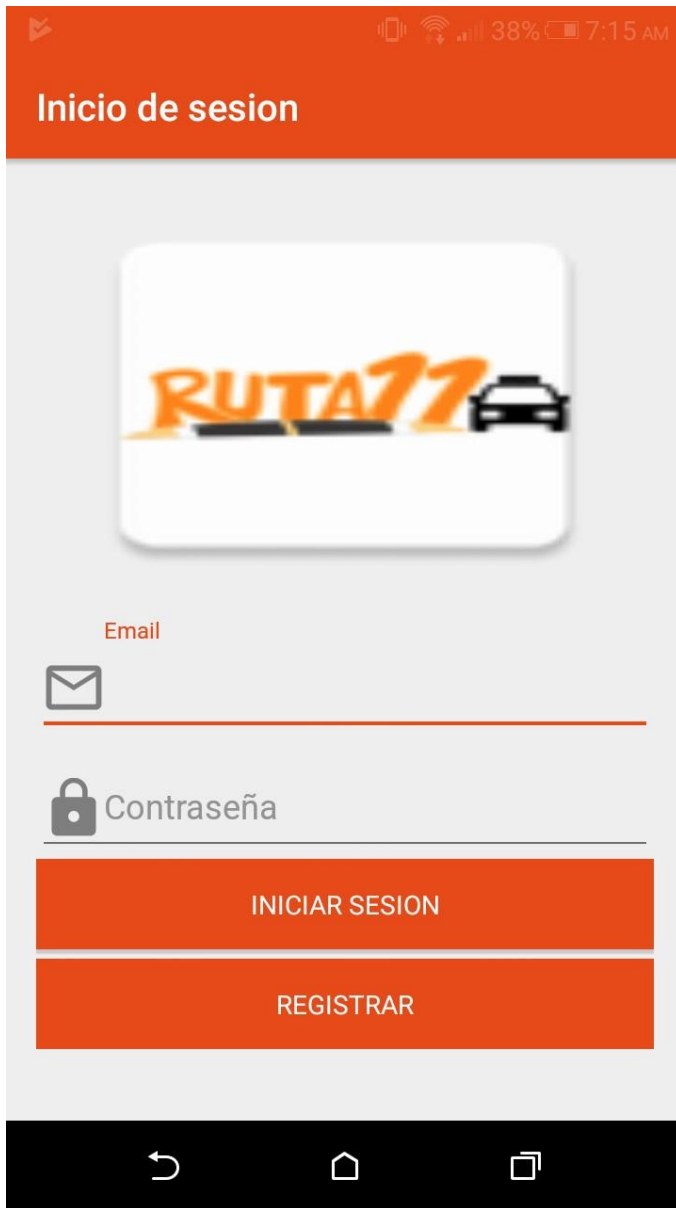 38% 7:15 AM
Inicio de sesion
RUTA77
Email
Contraseña
INICIAR SESION
REGISTRAR